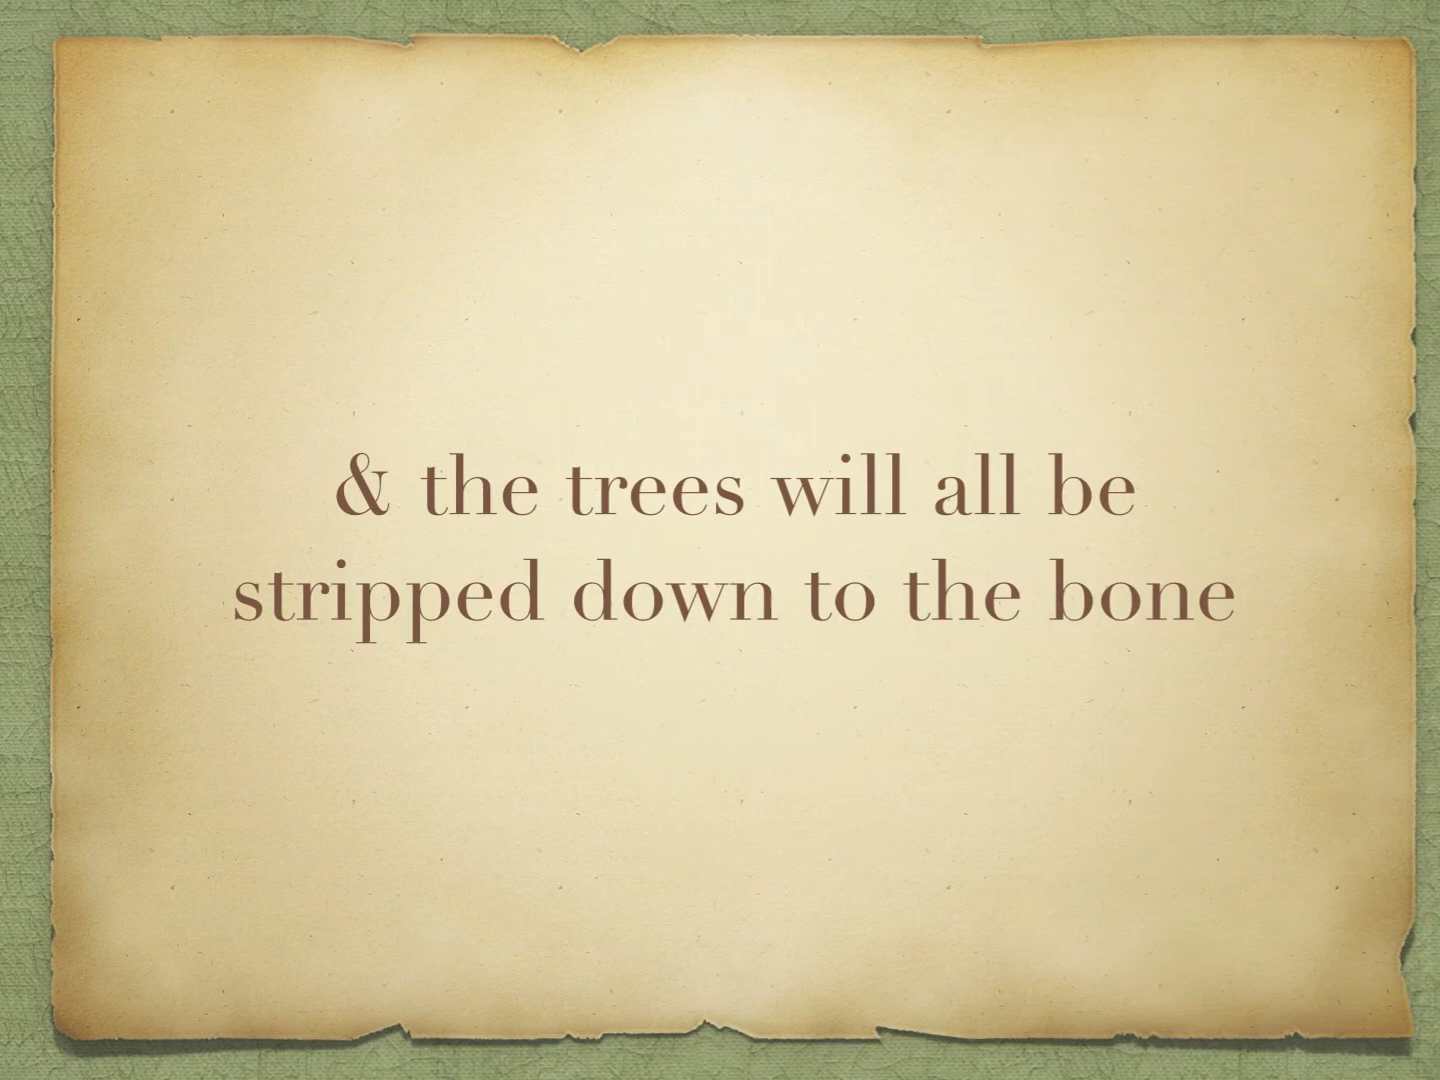 & the trees will all be
stripped down to the bone